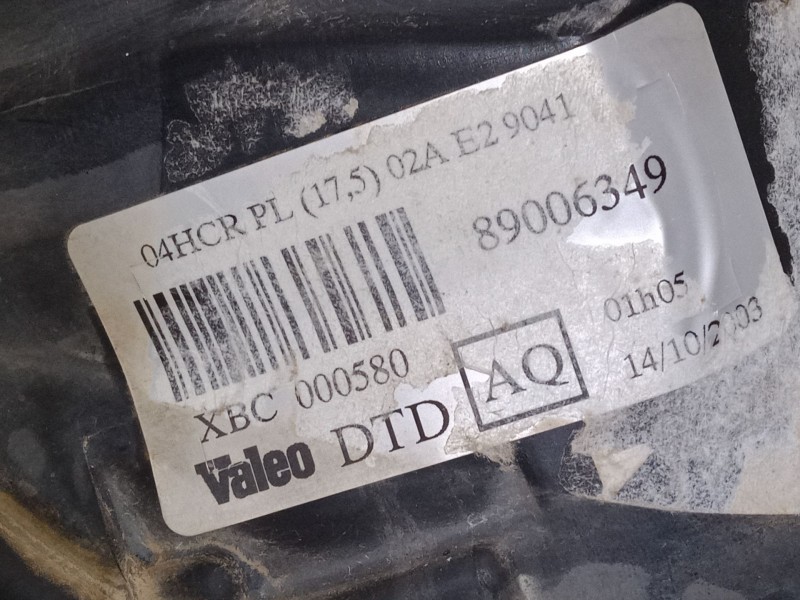 04HCR PL (17,5) 02A E2 9041
89006349
XBC 000580
01h05
14/10/2003
Valeo DTD AQ